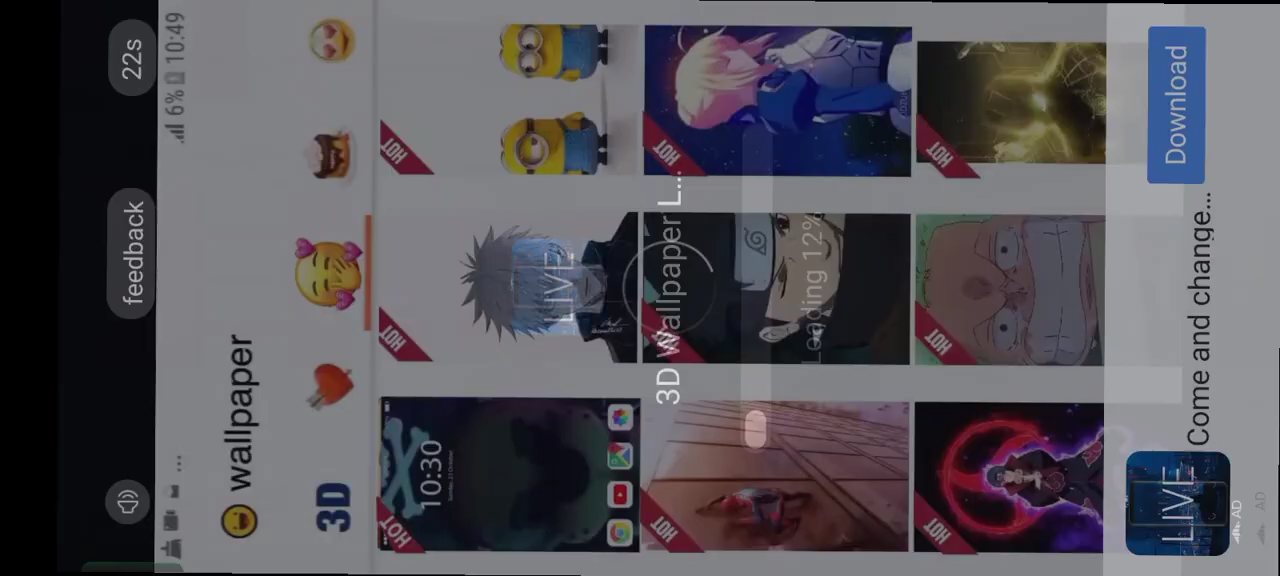 22s
feedback
6% 10:49
...
wallpaper
3D
HOT
HOT
HOT
10:30
HOT
HOT
HOT
HOT
HOT
HOT
LIVE
3D Wallpaper L...
Loading 12%
LIVE
Come and change...
Download
AD
AD